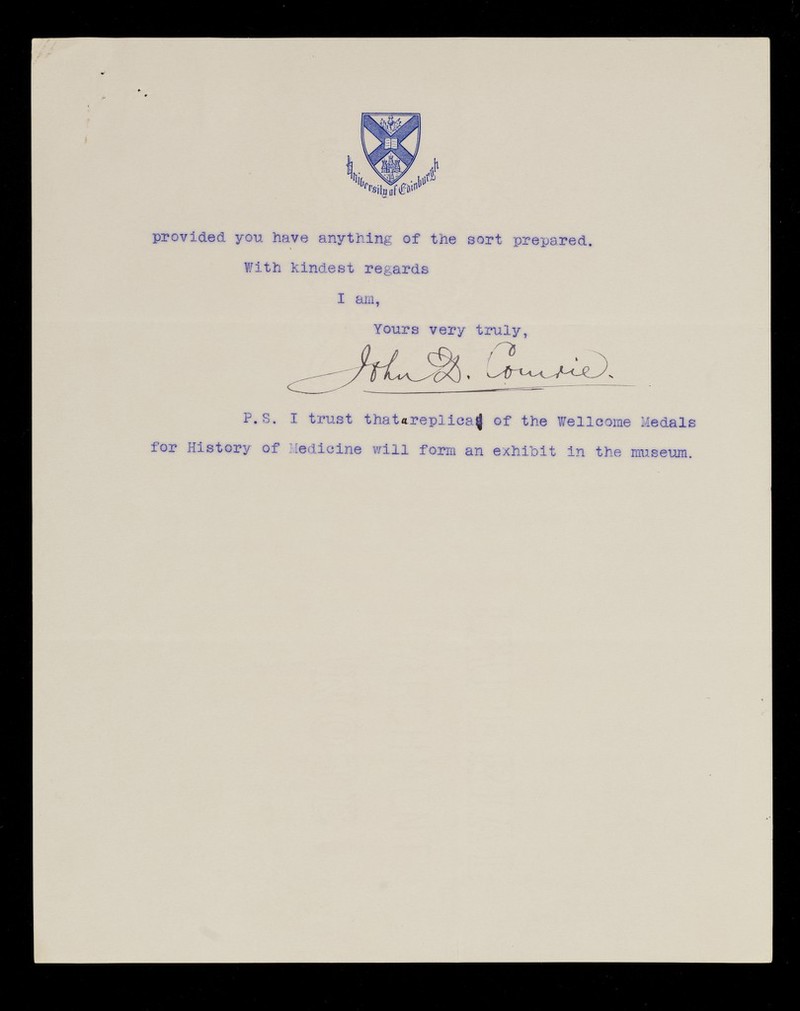 University of Edinburgh
provided you have anything of the sort prepared.
With kindest regards
I am,
Yours very truly,
John D. Comrie.
P.S. I trust that a replica of the Wellcome Medals
for History of Medicine will form an exhibit in the museum.